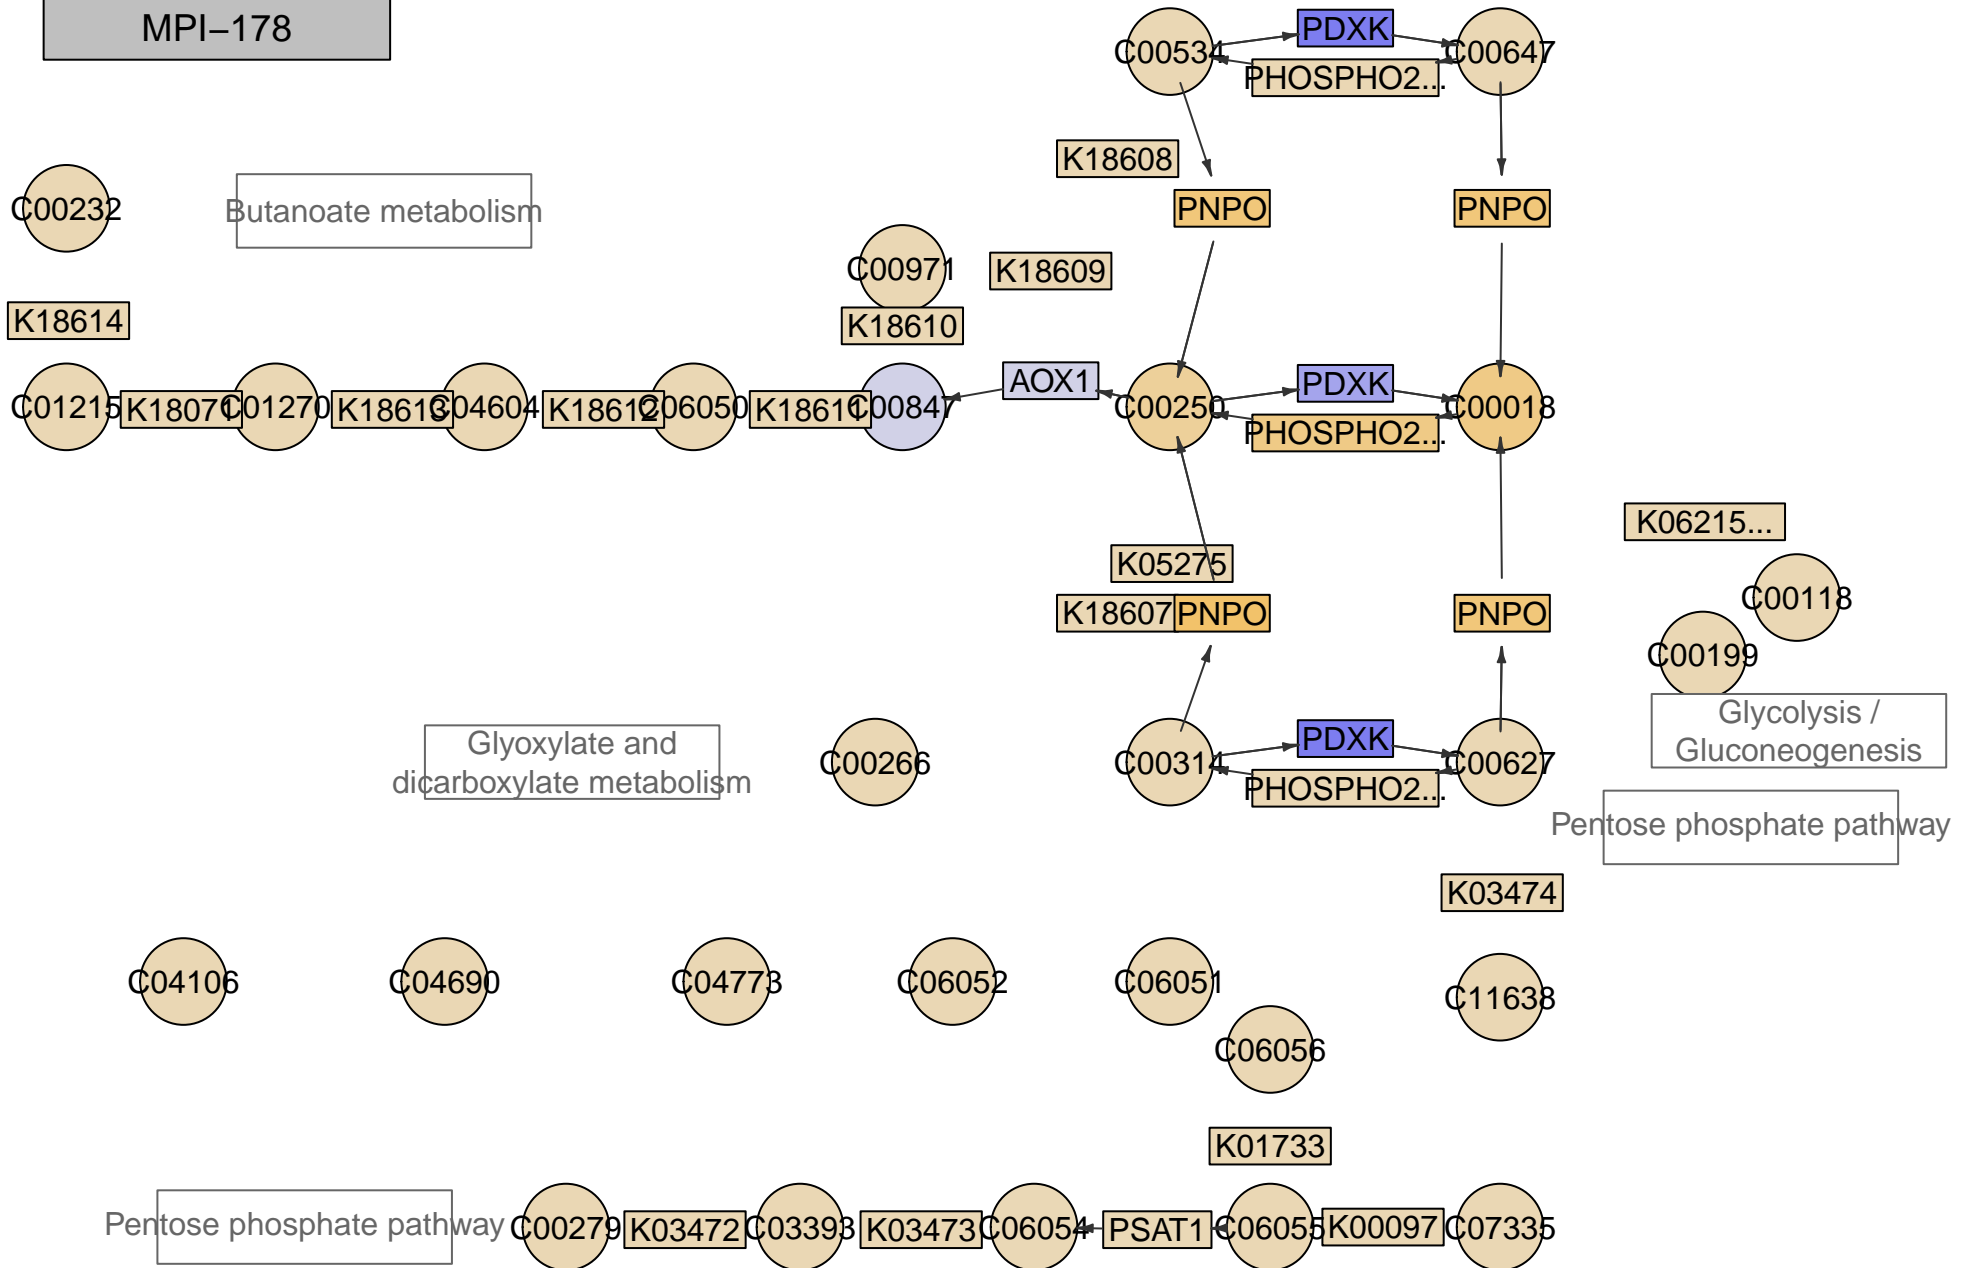 MPI–178
C00534
PDXK
C00647
PHOSPHO2...
K18608
C00232
Butanoate metabolism
PNPO
PNPO
C00971
K18609
K18614
K18610
C01215
K18071
C01270
K18613
C04604
K18612
C06050
K18611
C00847
AOX1
C00250
PDXK
C00018
PHOSPHO2...
K06215...
K05275
C00118
K18607
PNPO
PNPO
C00199
Glycolysis /
Gluconeogenesis
Glyoxylate and
dicarboxylate metabolism
C00266
C00314
PDXK
C00627
PHOSPHO2...
Pentose phosphate pathway
K03474
C04106
C04690
C04773
C06052
C06051
C11638
C06056
K01733
Pentose phosphate pathway
C00279
K03472
C03393
K03473
C06054
PSAT1
C06055
K00097
C07335